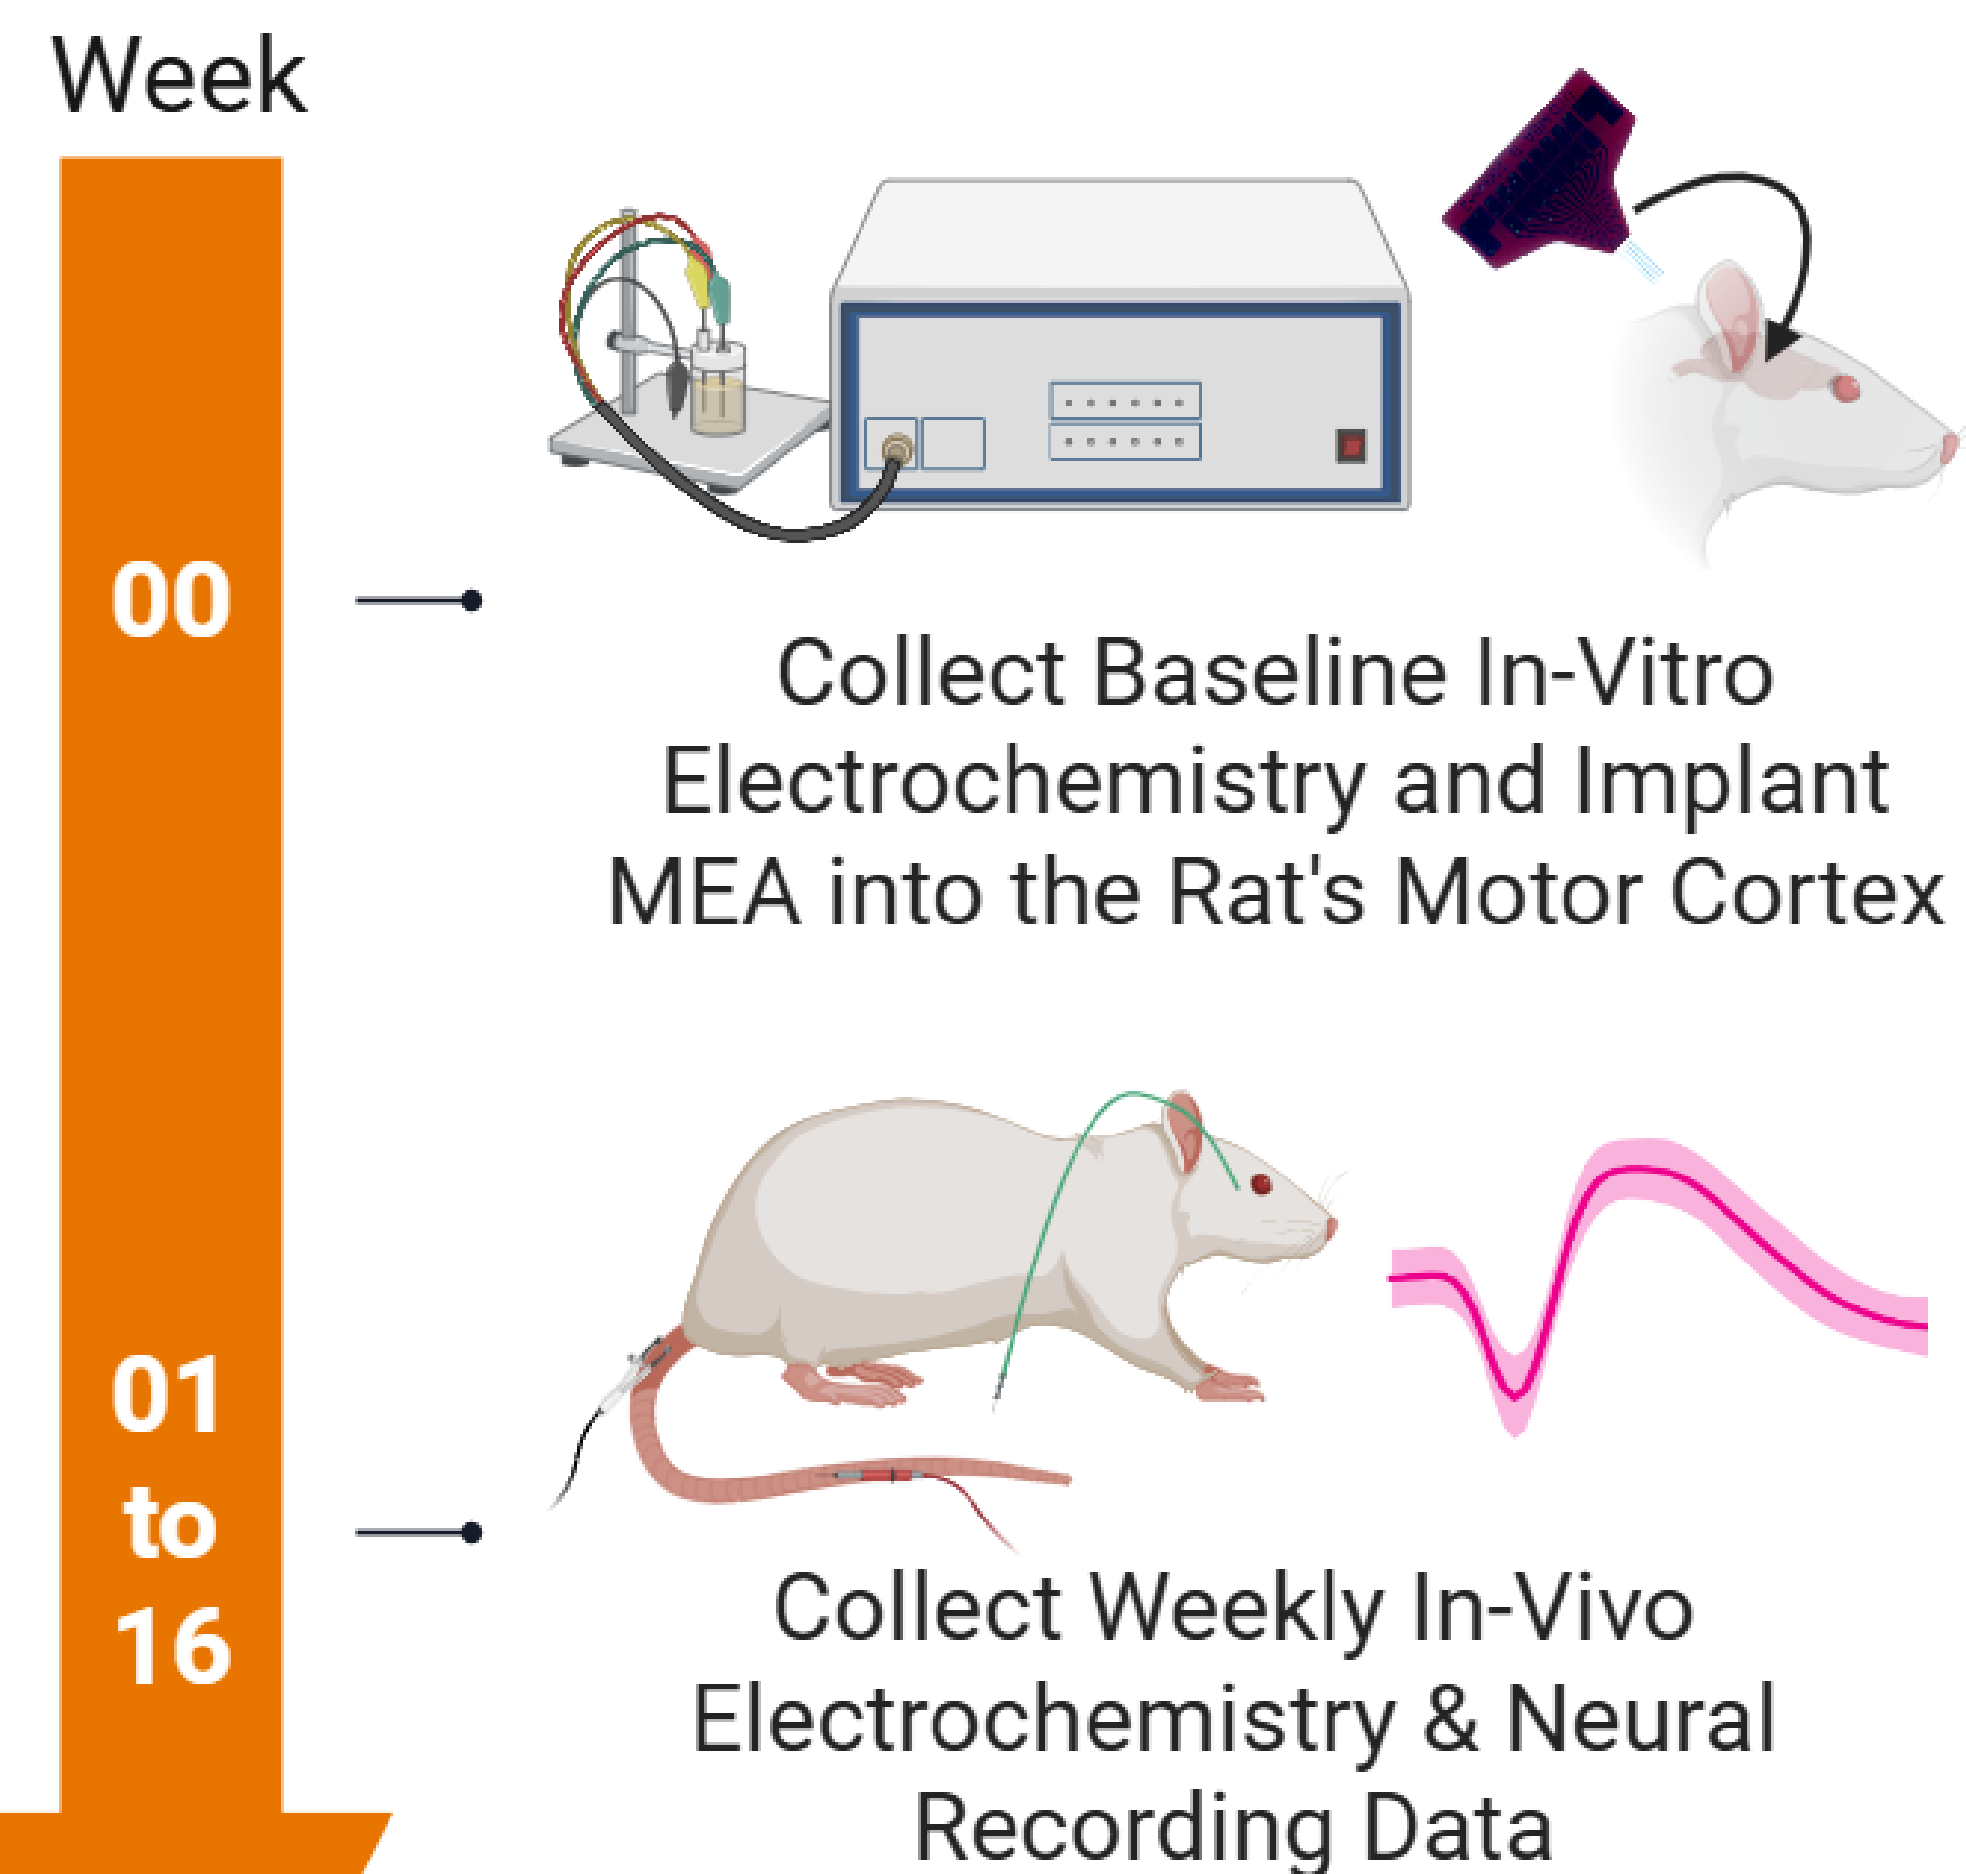 Week
00
Collect Baseline In-Vitro
Electrochemistry and Implant
MEA into the Rat's Motor Cortex
01
to
16
Collect Weekly In-Vivo
Electrochemistry & Neural
Recording Data